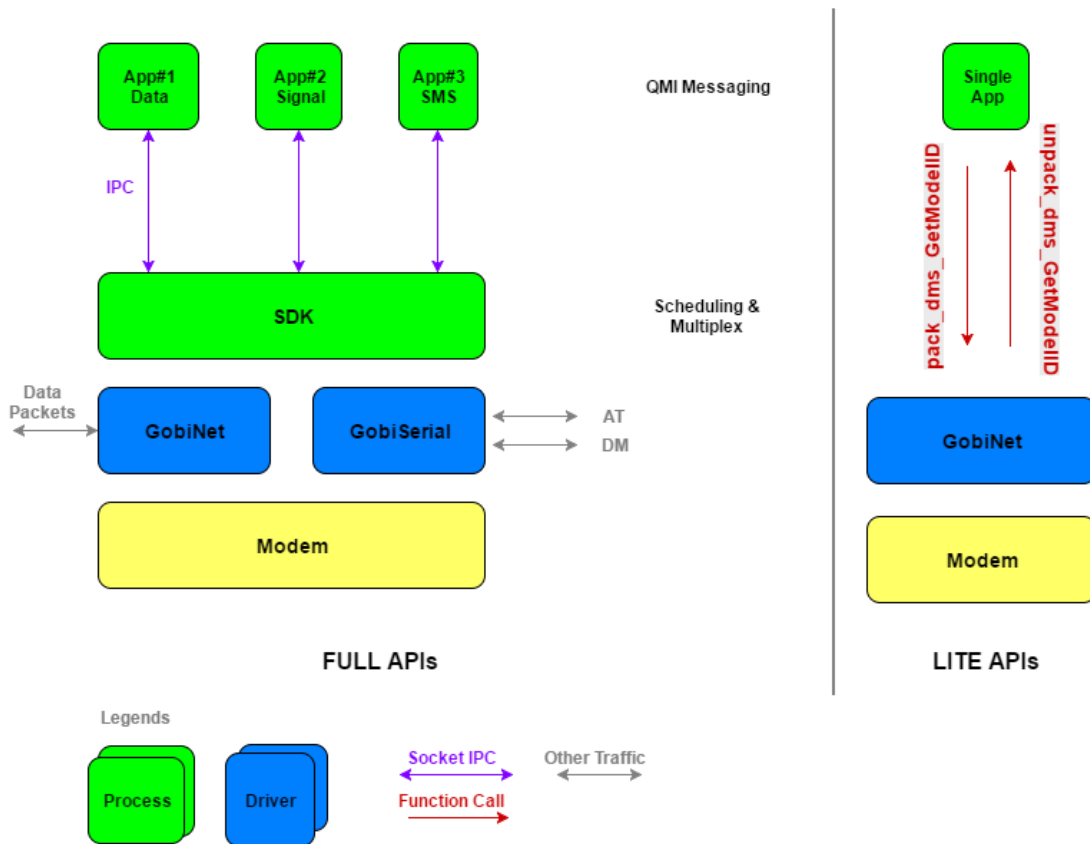 App#1
Data
App#2
Signal
App#3
SMS
QMI Messaging
Single
App
IPC
pack_dms_GetModelID
unpack_dms_GetModelID
SDK
Scheduling &
Multiplex
Data
Packets
GobiNet
GobiSerial
AT
DM
GobiNet
Modem
Modem
FULL APIs
LITE APIs
Legends
Process
Driver
Socket IPC
Function Call
Other Traffic